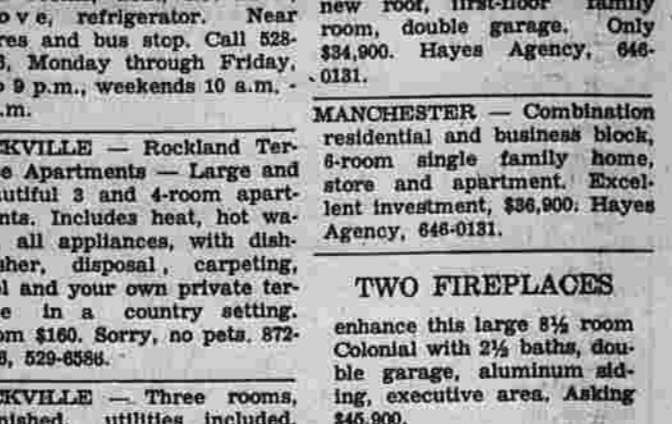 o v e, refrigerator. Near
res and bus stop. Call 528-
Monday through Friday,
9 p.m., weekends 10 a.m. -
.m.
KVILLE — Rockland Ter-
e Apartments — Large and
utiful 3 and 4-room apart-
nts. Includes heat, hot wa-
all appliances, with dish-
sher, disposal, carpeting,
l and your own private ter-
e in a country setting.
om $160. Sorry, no pets. 872-
529-6586.
CKVILLE — Three rooms,
nished, utilities included.
new roof, first-floor family
room, double garage. Only
$34,900. Hayes Agency, 646-
0131.
MANCHESTER — Combination
residential and business block,
6-room single family home,
store and apartment. Excel-
lent investment, $36,900. Hayes
Agency, 646-0131.
TWO FIREPLACES
enhance this large 8½ room
Colonial with 2½ baths, dou-
ble garage, aluminum sid-
ing, executive area. Asking
$45,900.